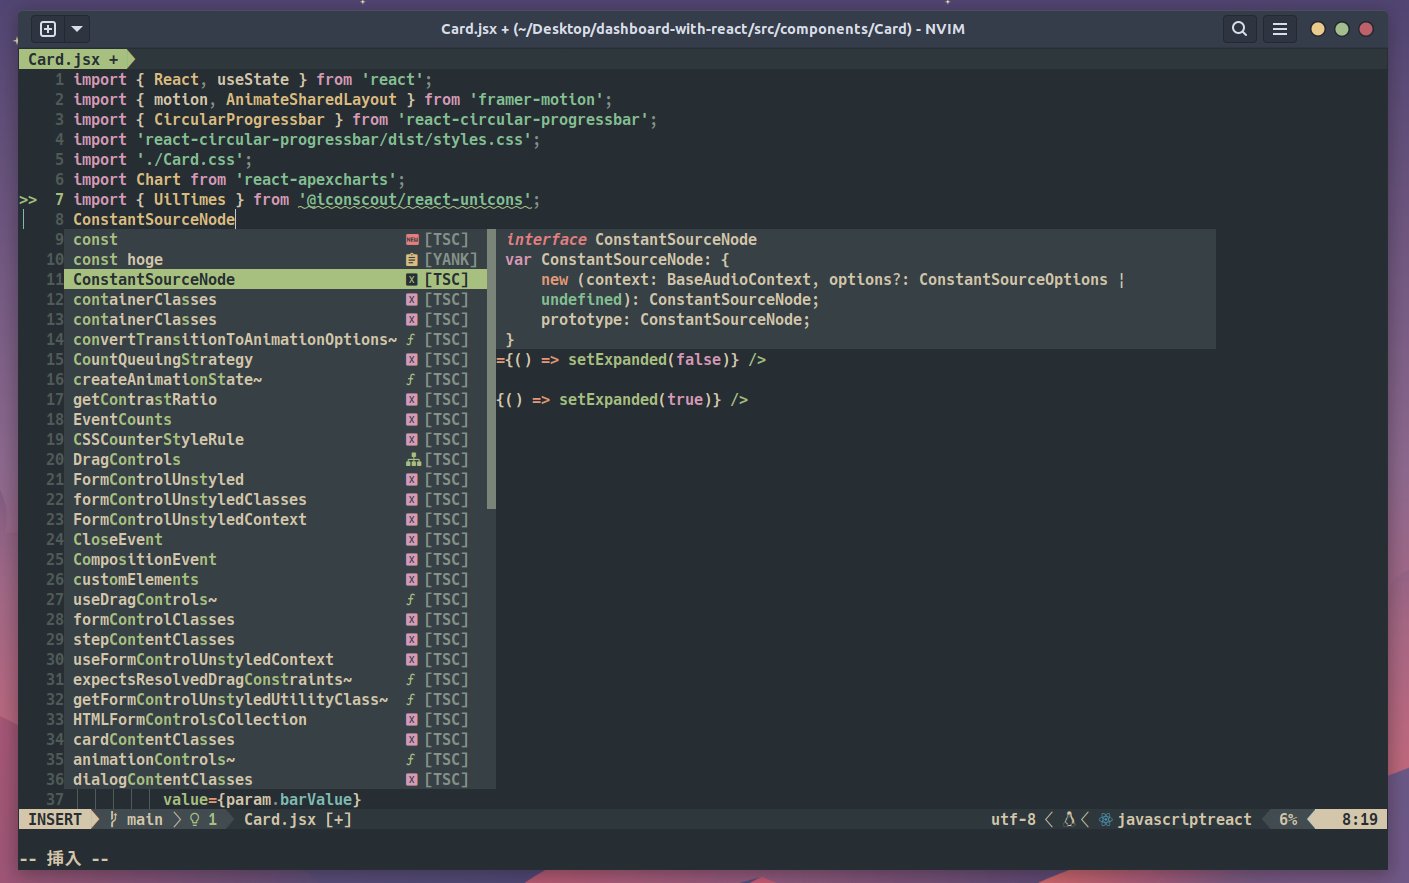 Card.jsx + (~/Desktop/dashboard-with-react/src/components/Card) - NVIM
Card.jsx +
1 import { React, useState } from 'react';
2 import { motion, AnimateSharedLayout } from 'framer-motion';
3 import { CircularProgressbar } from 'react-circular-progressbar';
4 import 'react-circular-progressbar/dist/styles.css';
5 import './Card.css';
6 import Chart from 'react-apexcharts';
>> 7 import { UilTimes } from '@iconscout/react-unicons';
8 ConstantSourceNode
9 const [TSC] interface ConstantSourceNode
10 const hoge [YANK] var ConstantSourceNode: {
11 ConstantSourceNode [TSC] new (context: BaseAudioContext, options?: ConstantSourceOptions |
12 containerClasses [TSC] undefined): ConstantSourceNode;
13 containerClasses [TSC] prototype: ConstantSourceNode;
14 convertTransitionToAnimationOptions~ [TSC] }
15 CountQueuingStrategy [TSC] ={() => setExpanded(false)} />
16 createAnimationState~ [TSC]
17 getContrastRatio [TSC] {() => setExpanded(true)} />
18 EventCounts [TSC]
19 CSSCounterStyleRule [TSC]
20 DragControls [TSC]
21 FormControlUnstyled [TSC]
22 formControlUnstyledClasses [TSC]
23 FormControlUnstyledContext [TSC]
24 CloseEvent [TSC]
25 CompositionEvent [TSC]
26 customElements [TSC]
27 useDragControls~ [TSC]
28 formControlClasses [TSC]
29 stepContentClasses [TSC]
30 useFormControlUnstyledContext [TSC]
31 expectsResolvedDragConstraints~ [TSC]
32 getFormControlUnstyledUtilityClass~ [TSC]
33 HTMLFormControlsCollection [TSC]
34 cardContentClasses [TSC]
35 animationControls~ [TSC]
36 dialogContentClasses [TSC]
37 value={param.barValue}
INSERT main 1 Card.jsx [+] utf-8 javascriptreact 6% 8:19
-- 挿入 --